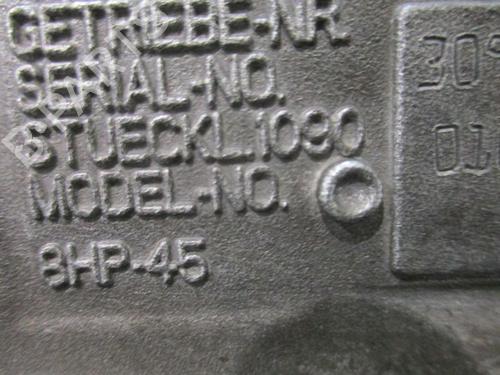 GETRIEBE-NR.
SERIAL-NO.
STUECKL.1090
MODEL-NO.
8HP-45